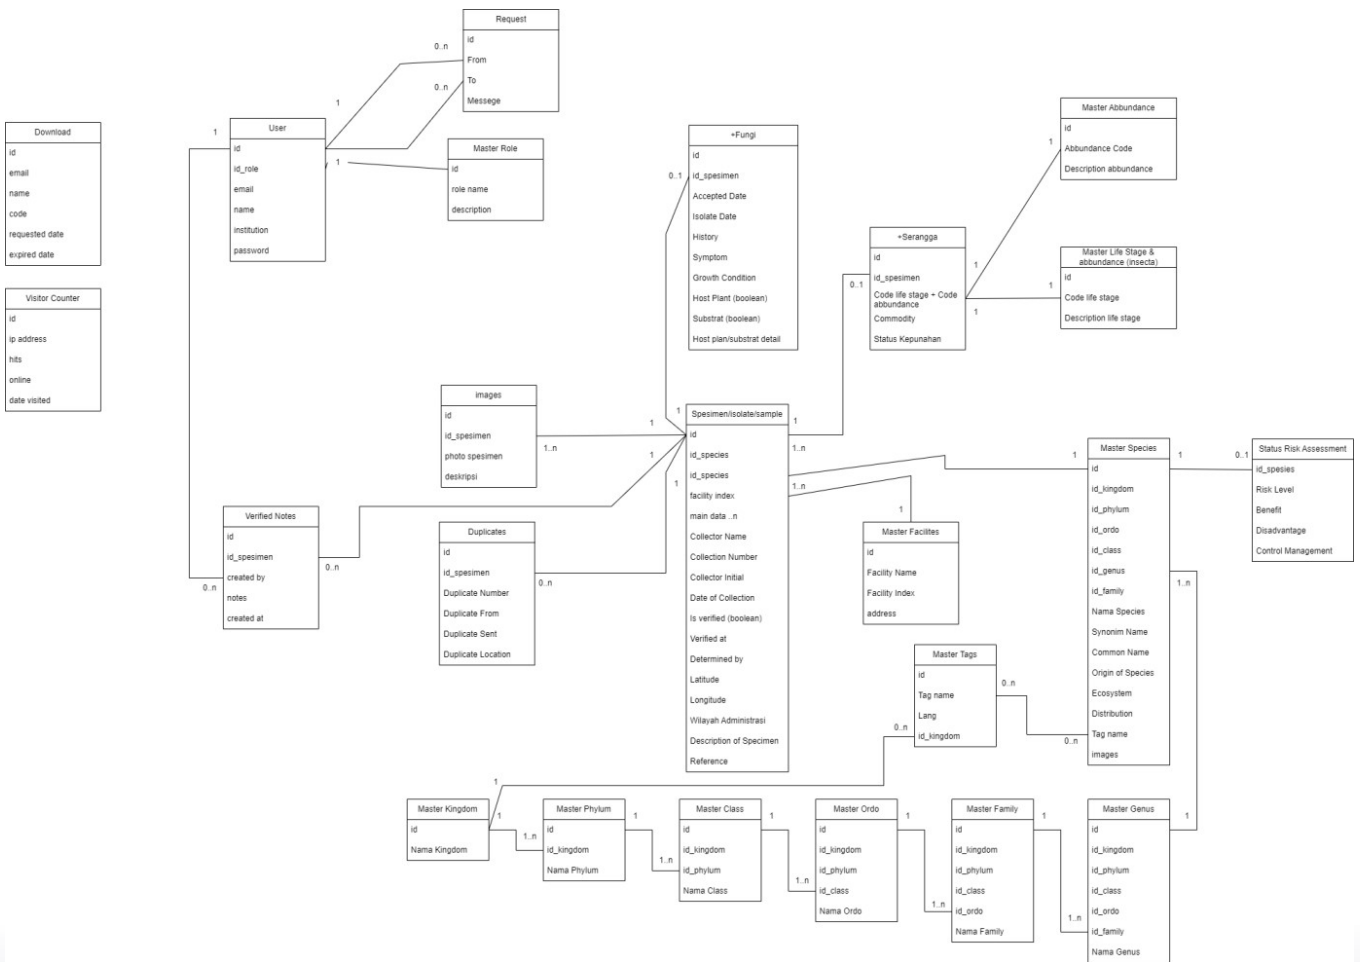 Request
id
From
To
Messege
0..n
0..n
1
Download
id
email
name
code
requested date
expired date
Visitor Counter
id
ip address
hits
online
date visited
1
User
id
id_role
email
name
institution
password
1
Master Role
id
role name
description
+Fungi
id
id_spesimen
Accepted Date
Isolate Date
History
Symptom
Growth Condition
Host Plant (boolean)
Substrat (boolean)
Host plan/substrat detail
0..1
Master Abbundance
id
Abbundance Code
Description abbundance
1
1
+Serangga
id
id_spesimen
Code life stage + Code
abbundance
Commodity
Status Kepunahan
0..1
Master Life Stage &
abbundance (insecta)
id
Code life stage
Description life stage
1
1
images
id
id_spesimen
photo spesimen
deskripsi
1
1..n
1
1
1
Spesimen/isolate/sample
id
id_species
id_species
facility index
main data ..n
Collector Name
Collection Number
Collector Initial
Date of Collection
Is verified (boolean)
Verified at
Determined by
Latitude
Longitude
Wilayah Administrasi
Description of Specimen
Reference
1
1..n
1..n
1
Master Species
id
id_kingdom
id_phylum
id_ordo
id_class
id_genus
id_family
Nama Species
Synonim Name
Common Name
Origin of Species
Ecosystem
Distribution
Tag name
images
1
0..1
Status Risk Assessment
id_spesies
Risk Level
Benefit
Disadvantage
Control Management
Verified Notes
id
id_spesimen
created by
notes
created at
0..n
0..n
Duplicates
id
id_spesimen
Duplicate Number
Duplicate From
Duplicate Sent
Duplicate Location
0..n
1
Master Facilites
id
Facility Name
Facility Index
address
1..n
Master Tags
id
Tag name
Lang
id_kingdom
0..n
0..n
0..n
1
Master Kingdom
id
Nama Kingdom
1
1..n
Master Phylum
id
id_kingdom
Nama Phylum
1
1..n
Master Class
id
id_kingdom
id_phylum
Nama Class
1
1..n
Master Ordo
id
id_kingdom
id_phylum
id_class
Nama Ordo
1
1..n
Master Family
id
id_kingdom
id_phylum
id_class
id_ordo
Nama Family
1
1..n
Master Genus
id
id_kingdom
id_phylum
id_class
id_ordo
id_family
Nama Genus
1